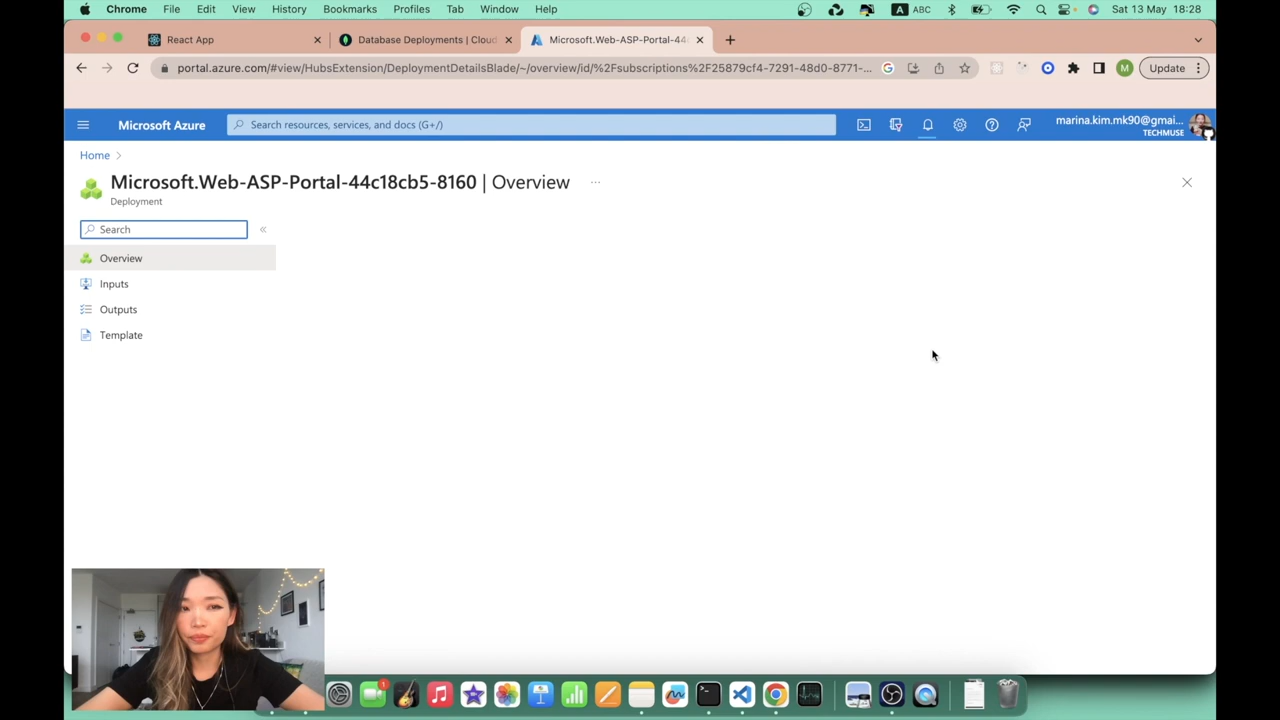 Chrome File Edit View History Bookmarks Profiles Tab Window Help A ABC Sat 13 May 18:28
React App Database Deployments | Cloud Microsoft.Web-ASP-Portal-44
portal.azure.com/#view/HubsExtension/DeploymentDetailsBlade/~/overview/id/%2Fsubscriptions%2F25879cf4-7291-48d0-8771-... G M Update
Microsoft Azure Search resources, services, and docs (G+/) marina.kim.mk90@gmai...
TECHMUSE
Home
Microsoft.Web-ASP-Portal-44c18cb5-8160 | Overview ...
Deployment
Search «
Overview
Inputs
Outputs
Template
1